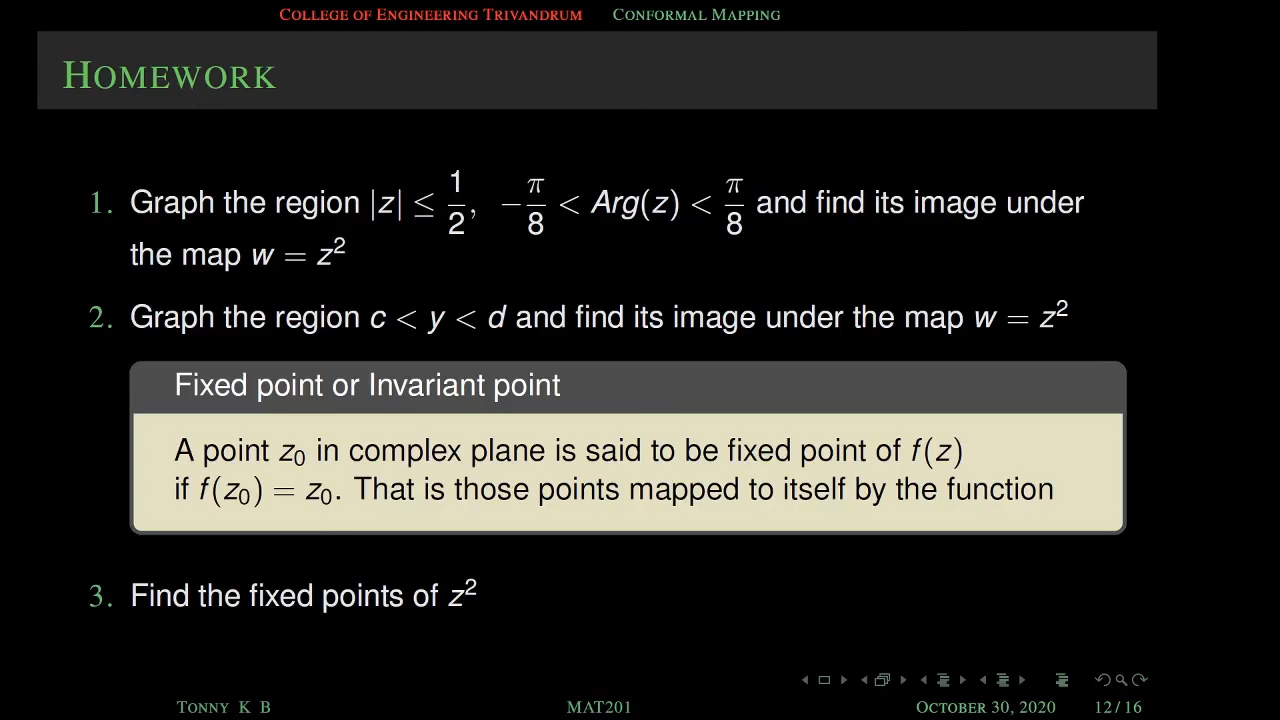 COLLEGE OF ENGINEERING TRIVANDRUM CONFORMAL MAPPING
HOMEWORK
1. Graph the region |z| ≤ 1/2, −π/8 < Arg(z) < π/8 and find its image under
the map w = z²
2. Graph the region c < y < d and find its image under the map w = z²
Fixed point or Invariant point
A point z₀ in complex plane is said to be fixed point of f(z)
if f(z₀) = z₀. That is those points mapped to itself by the function
3. Find the fixed points of z²
TONNY K B MAT201 OCTOBER 30, 2020 12 / 16